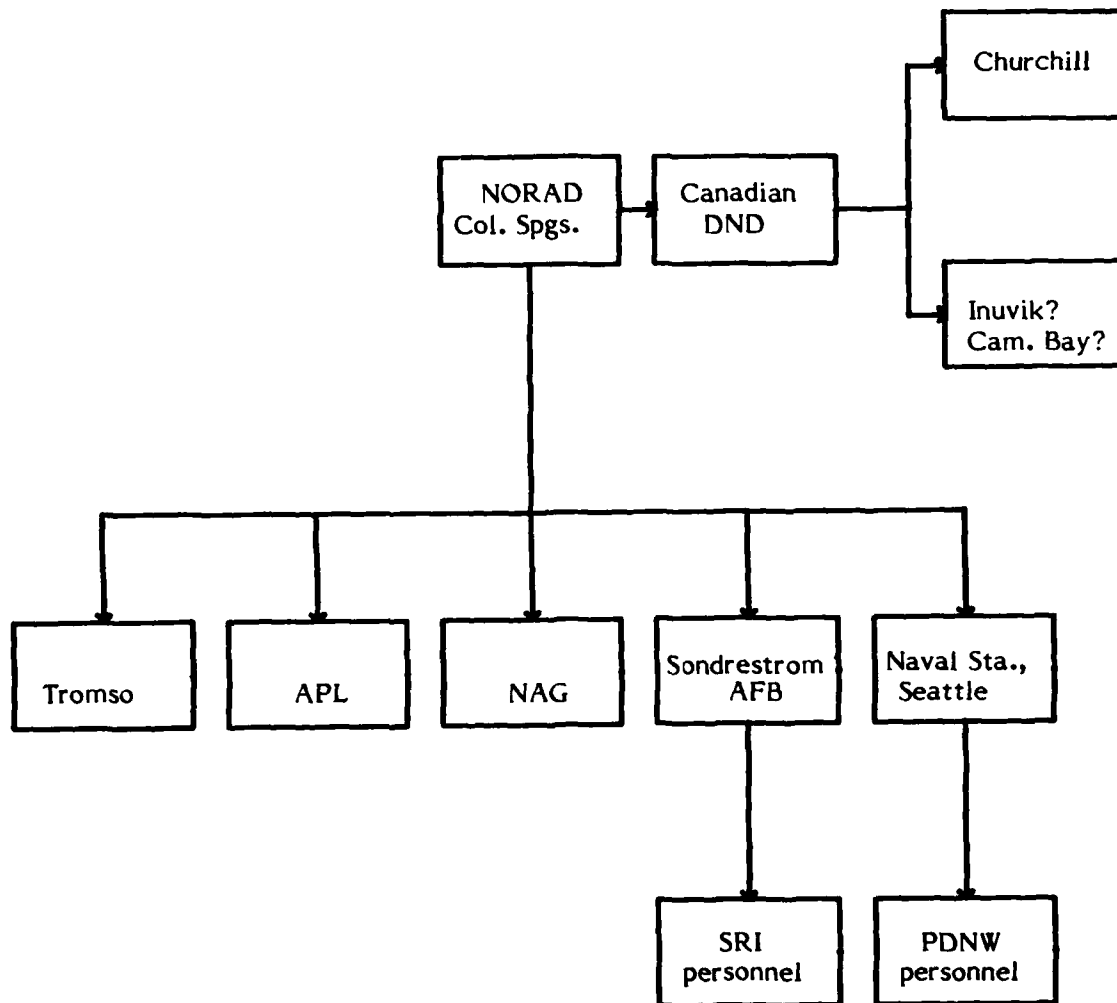 Churchill
NORAD
Col. Spgs.
Canadian
DND
Inuvik?
Cam. Bay?
Tromso
APL
NAG
Sondrestrom
AFB
Naval Sta.,
Seattle
SRI
personnel
PDNW
personnel